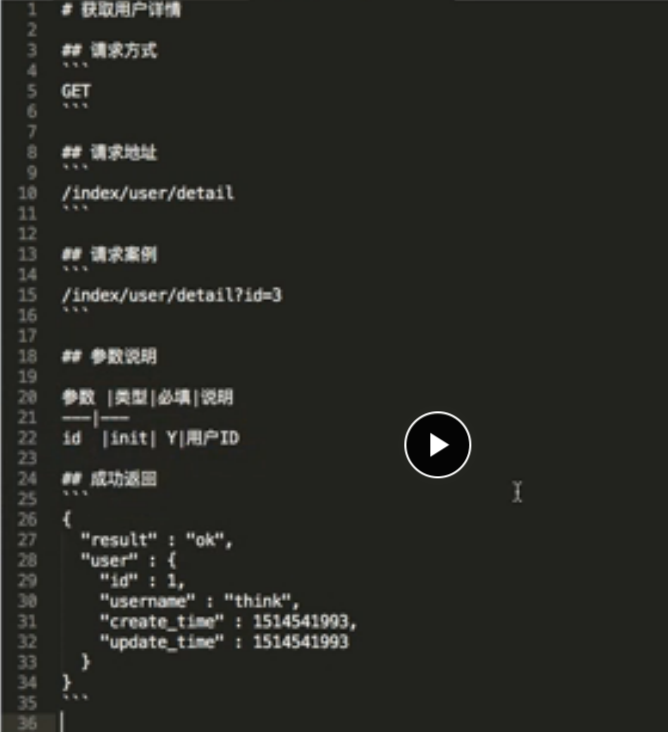 1 # 获取用户详情
2
3 ## 请求方式
4 ```
5 GET
6 ```
7
8 ## 请求地址
9 ```
10 /index/user/detail
11 ```
12
13 ## 请求案例
14 ```
15 /index/user/detail?id=3
16 ```
17
18 ## 参数说明
19
20 参数 |类型|必填|说明
21 ---|---
22 id  |init| Y|用户ID
23
24 ## 成功返回
25 ```
26 {
27   "result" : "ok",
28   "user" : {
29     "id" : 1,
30     "username" : "think",
31     "create_time" : 1514541993,
32     "update_time" : 1514541993
33   }
34 }
35 ```
36